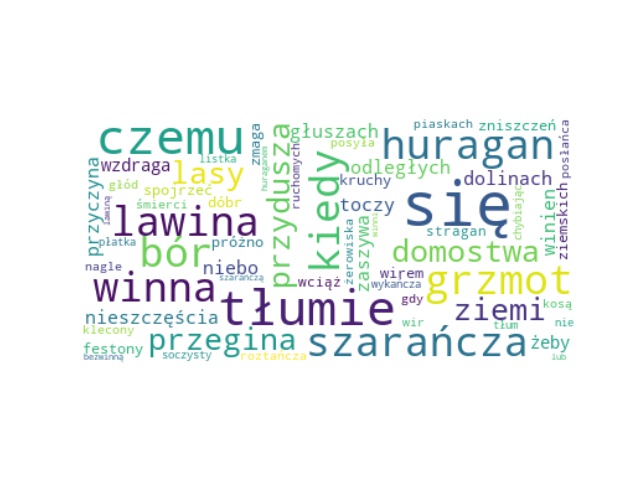 czemu
się
huragan
tłumie
lawina
winna
bór
kiedy
przydusza
grzmot
szarańcza
lasy
domostwa
ziemi
przegina
głuszach
piaskach
zniszczeń
posyła
posłańca
zmaga
listka
huraganem
ruchomych
wzdraga
odległych
kruchy
dolinach
głód
spojrzeć
toczy
chybiając
winien
ziemskich
przyczyna
śmierci
dóbr
lawiną
płatka
próżno
winni
stragan
żerowiska
zaszywa
nagle
niebo
szarańczą
wciąż
wirem
wykańcza
gdy
kosą
nieszczęścia
wir
tłum
nie
klecony
festony
bezwinną
soczysty
roztańcza
żeby
lub